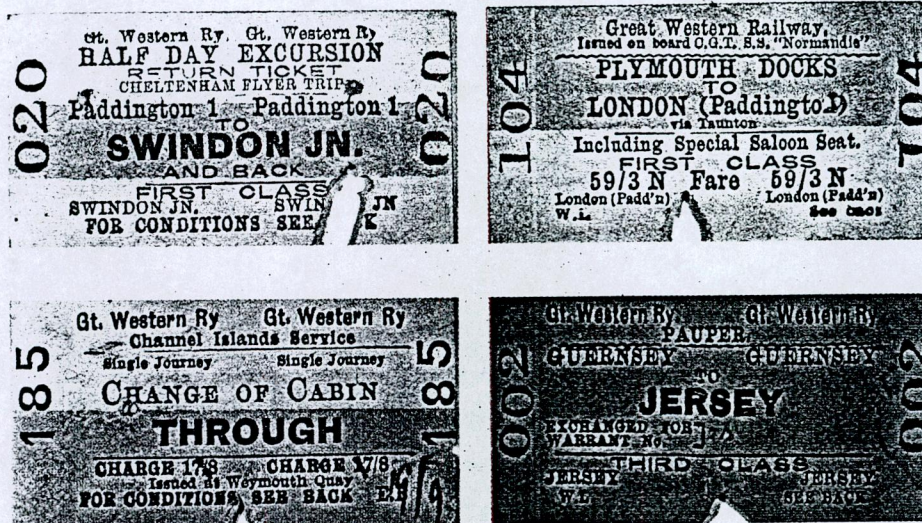 Gt. Western Ry. Gt. Western Ry
HALF DAY EXCURSION
RETURN TICKET
CHELTENHAM FLYER TRIP
Paddington 1 Paddington 1
TO
SWINDON JN.
AND BACK
FIRST CLASS
SWINDON JN. SWIN JN
FOR CONDITIONS SEE K
020 020
Great Western Railway.
Issued on board C.G.T. S.S. "Normandie"
PLYMOUTH DOCKS
TO
LONDON (Paddington)
via Taunton
Including Special Saloon Seat.
FIRST CLASS
59/3 N Fare 59/3 N
London (Padd'n) London (Padd'n)
W.L. See back
104 104
Gt. Western Ry Gt. Western Ry
Channel Islands Service
Single Journey Single Journey
CHANGE OF CABIN
THROUGH
CHARGE 17/8 CHARGE 17/8
Issued at Weymouth Quay
FOR CONDITIONS SEE BACK
185 185
Gt. Western Ry. Gt. Western Ry
PAUPER
GUERNSEY GUERNSEY
TO
JERSEY
EXCHANGED FOR
WARRANT No.
THIRD CLASS
JERSEY JERSEY
W.L. SEE BACK
002 002